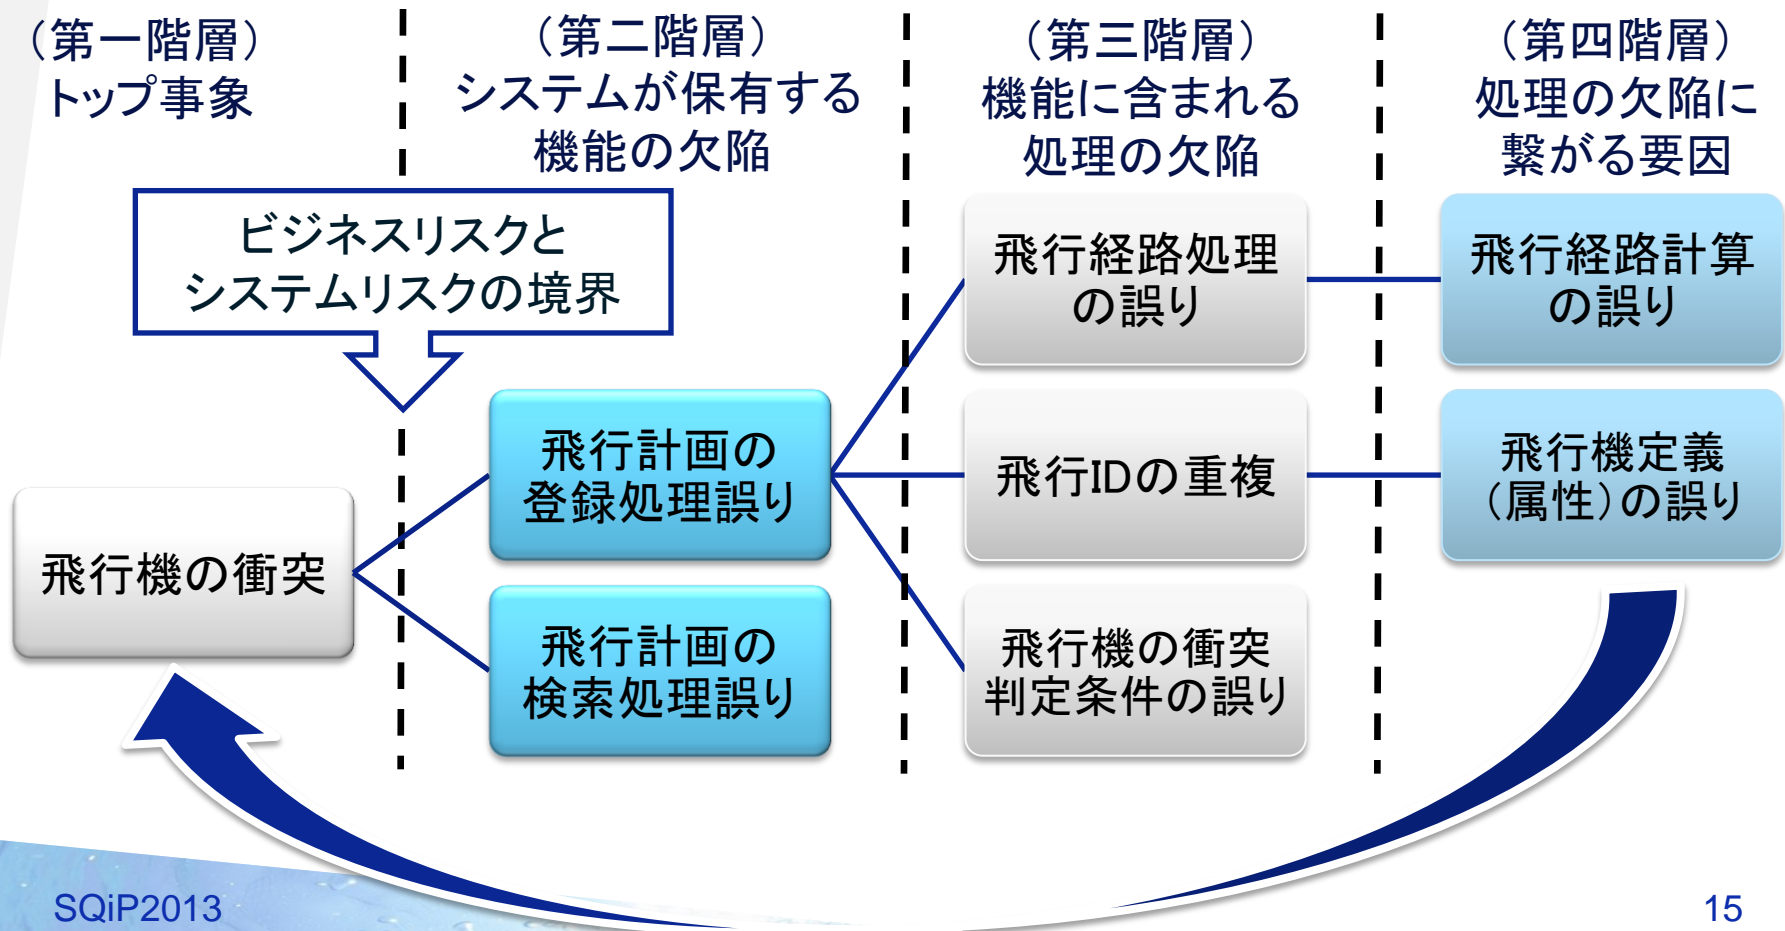 （第一階層）
トップ事象
（第二階層）
システムが保有する
機能の欠陥
（第三階層）
機能に含まれる
処理の欠陥
（第四階層）
処理の欠陥に
繋がる要因
ビジネスリスクと
システムリスクの境界
飛行機の衝突
飛行計画の
登録処理誤り
飛行計画の
検索処理誤り
飛行経路処理
の誤り
飛行IDの重複
飛行機の衝突
判定条件の誤り
飛行経路計算
の誤り
飛行機定義
（属性）の誤り
SQiP2013
15